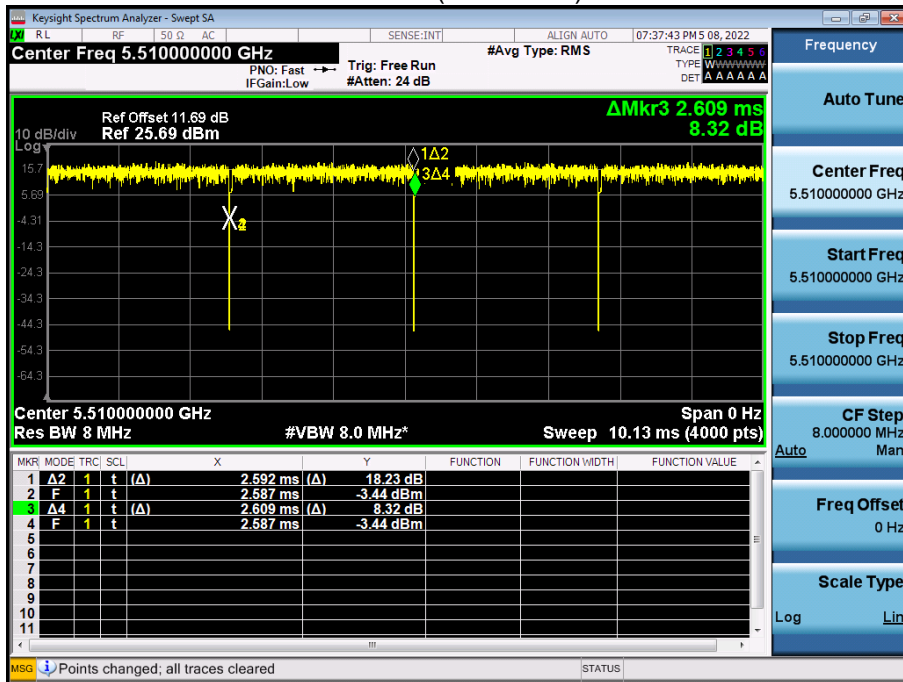 Keysight Spectrum Analyzer - Swept SA
LXI RL RF 50 Ω AC SENSE:INT ALIGN AUTO 07:37:43 PM 5 08, 2022
Center Freq 5.510000000 GHz #Avg Type: RMS TRACE 1 2 3 4 5 6
PNO: Fast Trig: Free Run TYPE WWWWWW
IFGain:Low #Atten: 24 dB DET A A A A A A
Ref Offset 11.69 dB ΔMkr3 2.609 ms
10 dB/div Ref 25.69 dBm 8.32 dB
Log
1Δ2
15.7
3Δ4
5.69
-4.31
2
-14.3
-24.3
-34.3
-44.3
-54.3
-64.3
Center 5.510000000 GHz Span 0 Hz
Res BW 8 MHz #VBW 8.0 MHz* Sweep 10.13 ms (4000 pts)
MKR MODE TRC SCL X Y FUNCTION FUNCTION WIDTH FUNCTION VALUE
1 Δ2 1 t (Δ) 2.592 ms (Δ) 18.23 dB
2 F 1 t 2.587 ms -3.44 dBm
3 Δ4 1 t (Δ) 2.609 ms (Δ) 8.32 dB
4 F 1 t 2.587 ms -3.44 dBm
5
6
7
8
9
10
11
MSG Points changed; all traces cleared STATUS
Frequency
Auto Tune
Center Freq
5.510000000 GHz
Start Freq
5.510000000 GHz
Stop Freq
5.510000000 GHz
CF Step
8.000000 MHz
Auto Man
Freq Offset
0 Hz
Scale Type
Log Lin